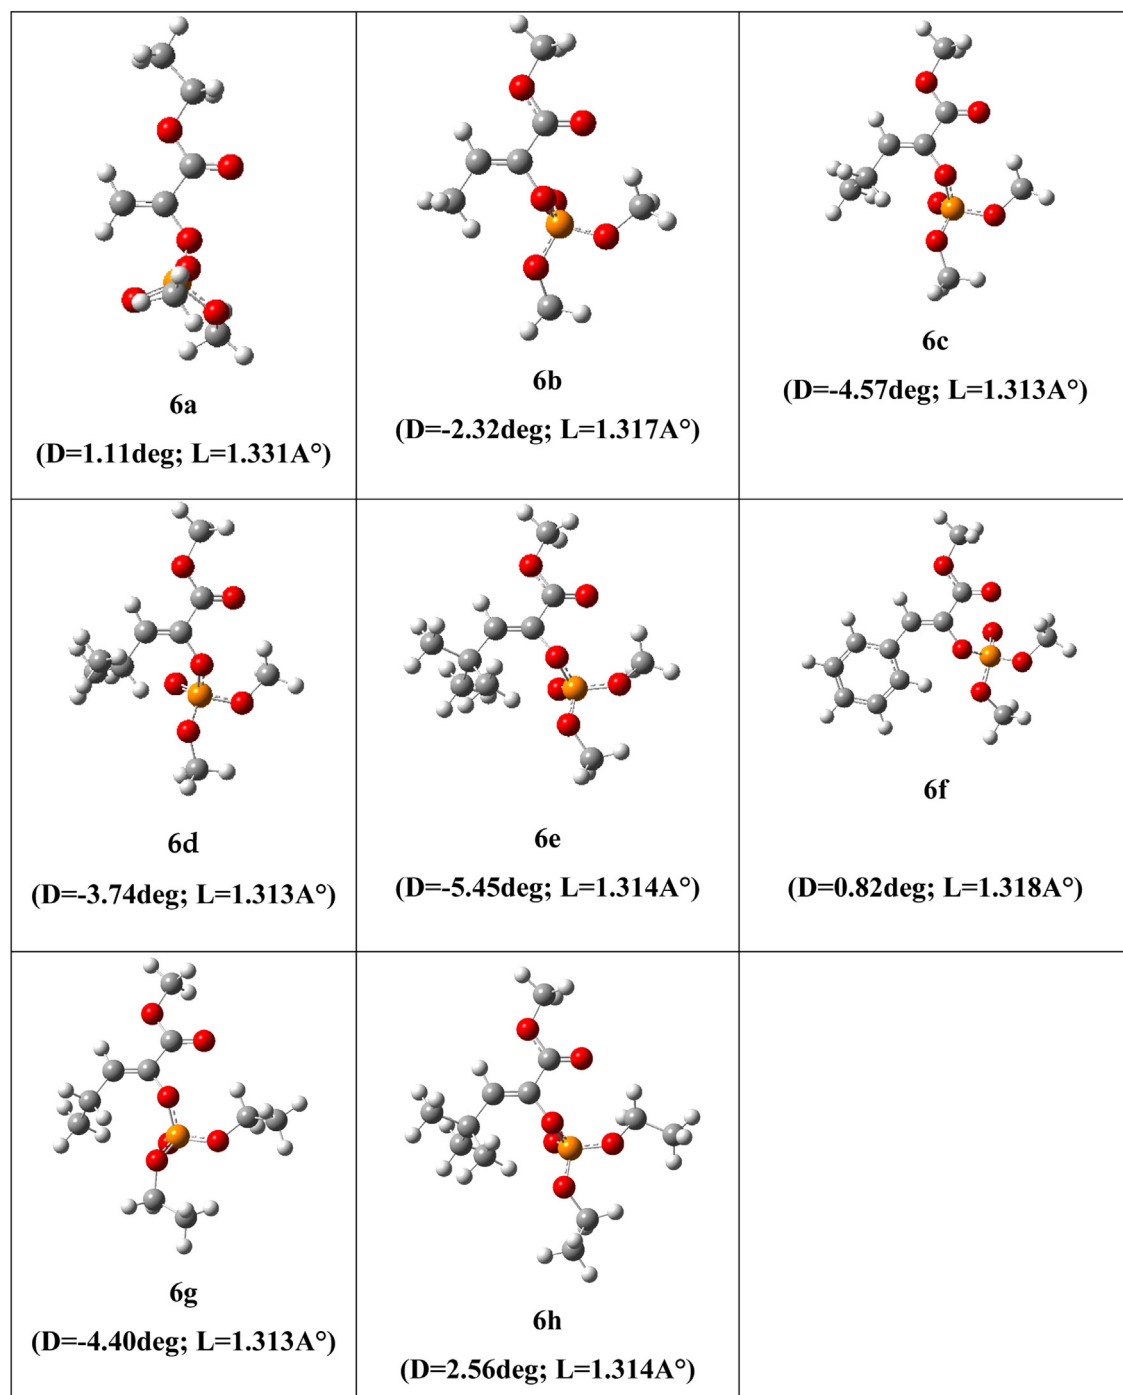 6a
(D=1.11deg; L=1.331A°)
6b
(D=-2.32deg; L=1.317A°)
6c
(D=-4.57deg; L=1.313A°)
6d
(D=-3.74deg; L=1.313A°)
6e
(D=-5.45deg; L=1.314A°)
6f
(D=0.82deg; L=1.318A°)
6g
(D=-4.40deg; L=1.313A°)
6h
(D=2.56deg; L=1.314A°)